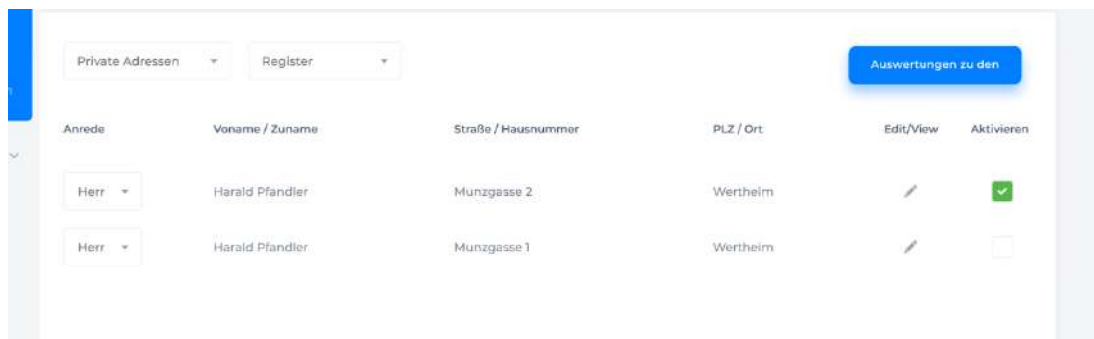 Private Adressen Register Auswertungen zu den
Anrede Voname / Zuname Straße / Hausnummer PLZ / Ort Edit/View Aktivieren
Herr Harald Pfandler Munzgasse 2 Wertheim
Herr Harald Pfandler Munzgasse 1 Wertheim